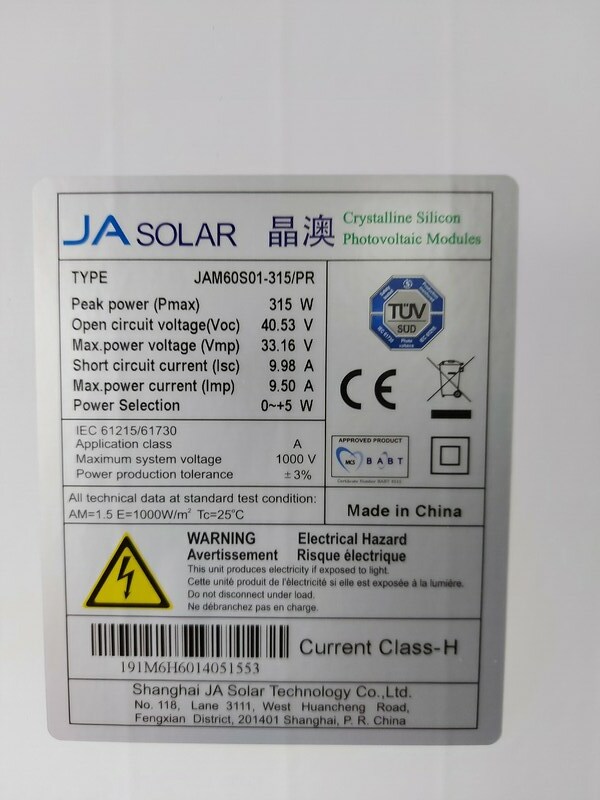 JA SOLAR 晶澳 Crystalline Silicon
Photovoltaic Modules
TYPE JAM60S01-315/PR
Peak power (Pmax) 315 W
Open circuit voltage(Voc) 40.53 V
Max.power voltage (Vmp) 33.16 V
Short circuit current (Isc) 9.98 A
Max.power current (Imp) 9.50 A
Power Selection 0~+5 W
TÜV
SÜD
IEC 61215/61730
Application class A
Maximum system voltage 1000 V
Power production tolerance ±3%
CE
APPROVED PRODUCT
MCS BABT
All technical data at standard test condition:
AM=1.5 E=1000W/m² Tc=25°C
Made in China
WARNING Electrical Hazard
Avertissement Risque électrique
This unit produces electricity if exposed to light.
Cette unité produit de l'électricité si elle est exposée à la lumière.
Do not disconnect under load.
Ne débranchez pas en charge.
191M6H6014051553
Current Class-H
Shanghai JA Solar Technology Co.,Ltd.
No. 118, Lane 3111, West Huancheng Road,
Fengxian District, 201401 Shanghai, P. R. China